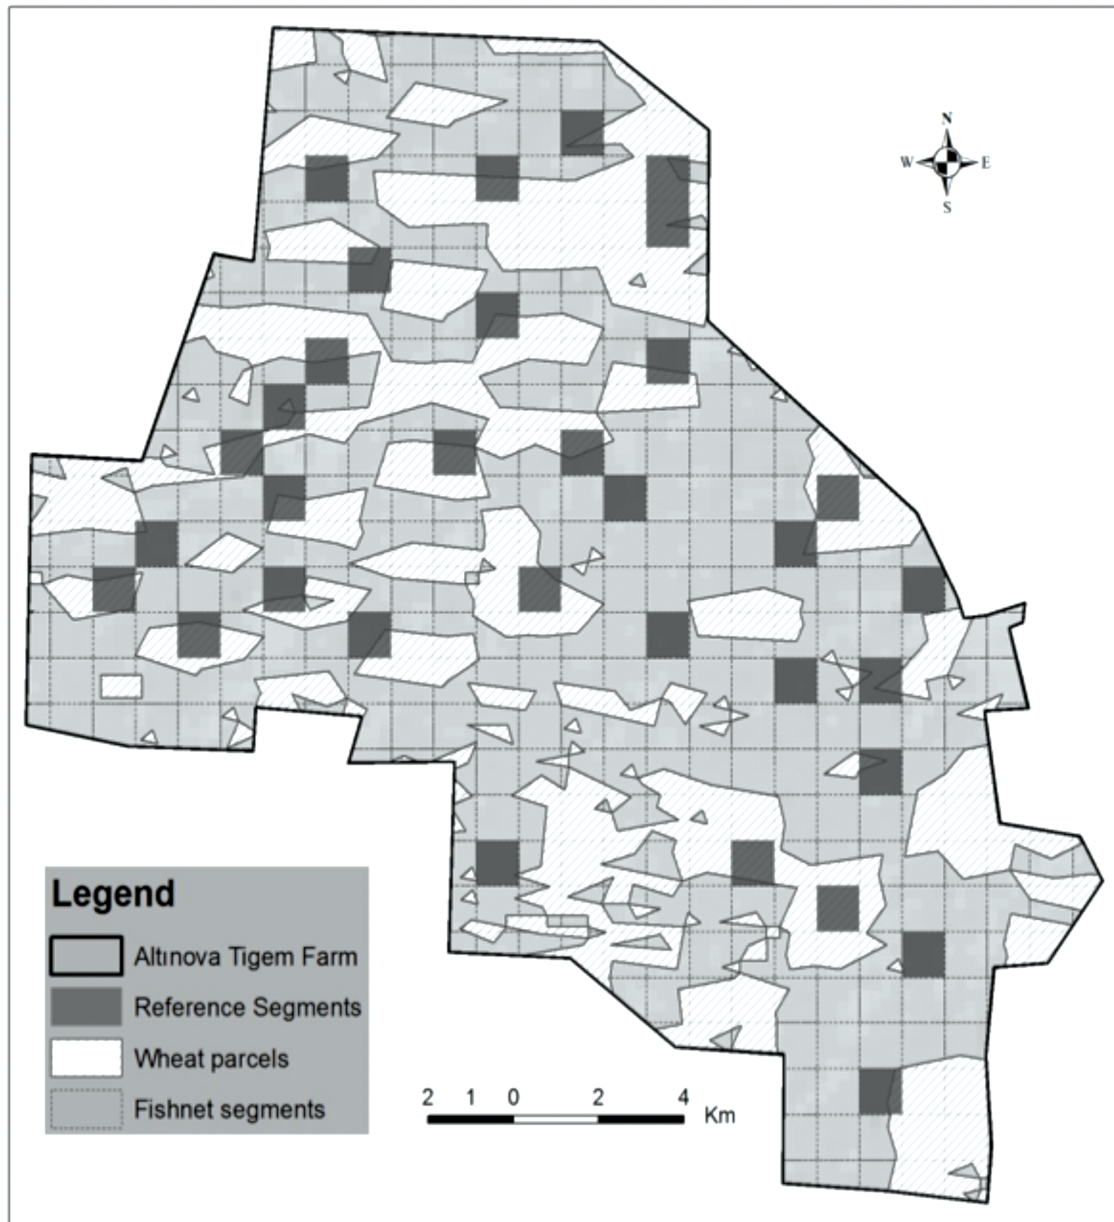 N
W E
S
Legend
Altınova Tigem Farm
Reference Segments
Wheat parcels
Fishnet segments
2 1 0 2 4
Km